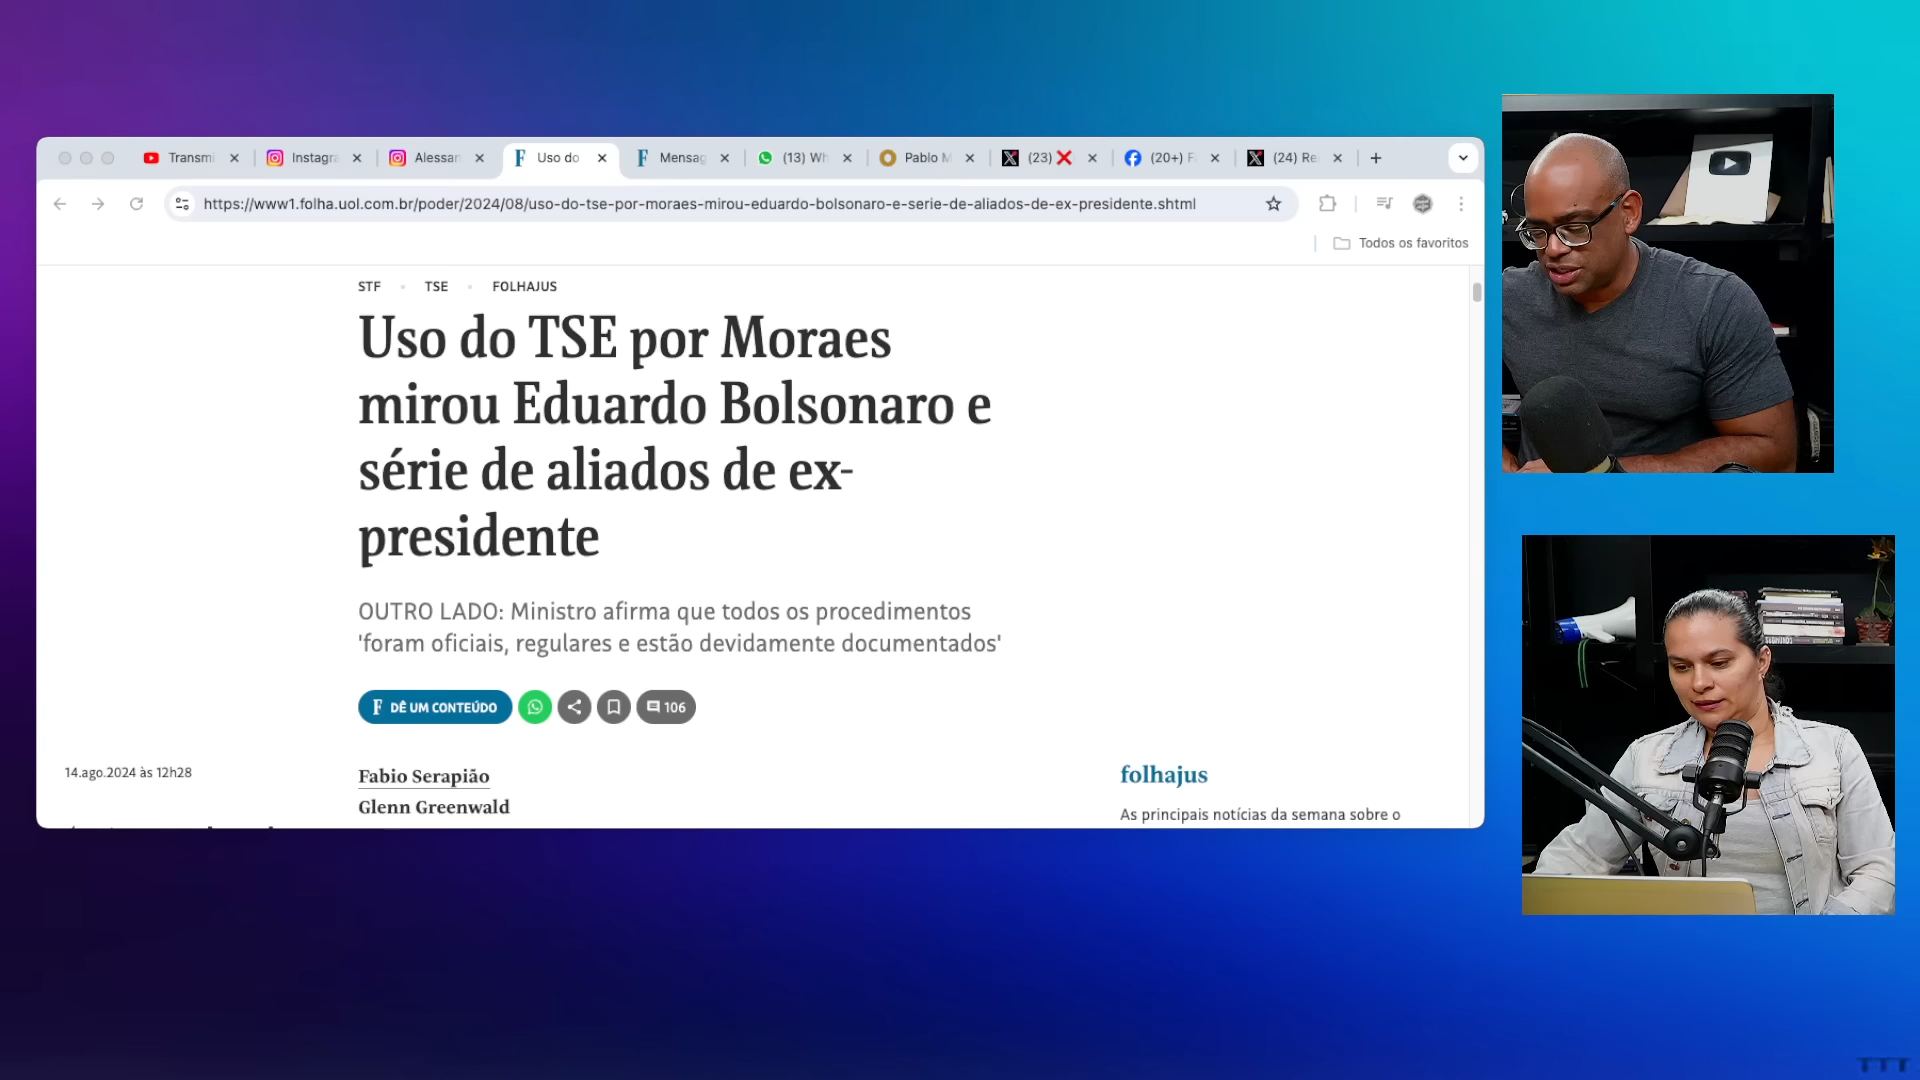 Transmi
Instagra
Alessan
Uso do
Mensag
(13) Wh
Pablo M
(23)
(20+) F
(24) Re
https://www1.folha.uol.com.br/poder/2024/08/uso-do-tse-por-moraes-mirou-eduardo-bolsonaro-e-serie-de-aliados-de-ex-presidente.shtml
Todos os favoritos
STF • TSE • FOLHAJUS
Uso do TSE por Moraes
mirou Eduardo Bolsonaro e
série de aliados de ex-
presidente
OUTRO LADO: Ministro afirma que todos os procedimentos
'foram oficiais, regulares e estão devidamente documentados'
F DÊ UM CONTEÚDO
106
14.ago.2024 às 12h28
Fabio Serapião
Glenn Greenwald
folhajus
As principais notícias da semana sobre o
TTT